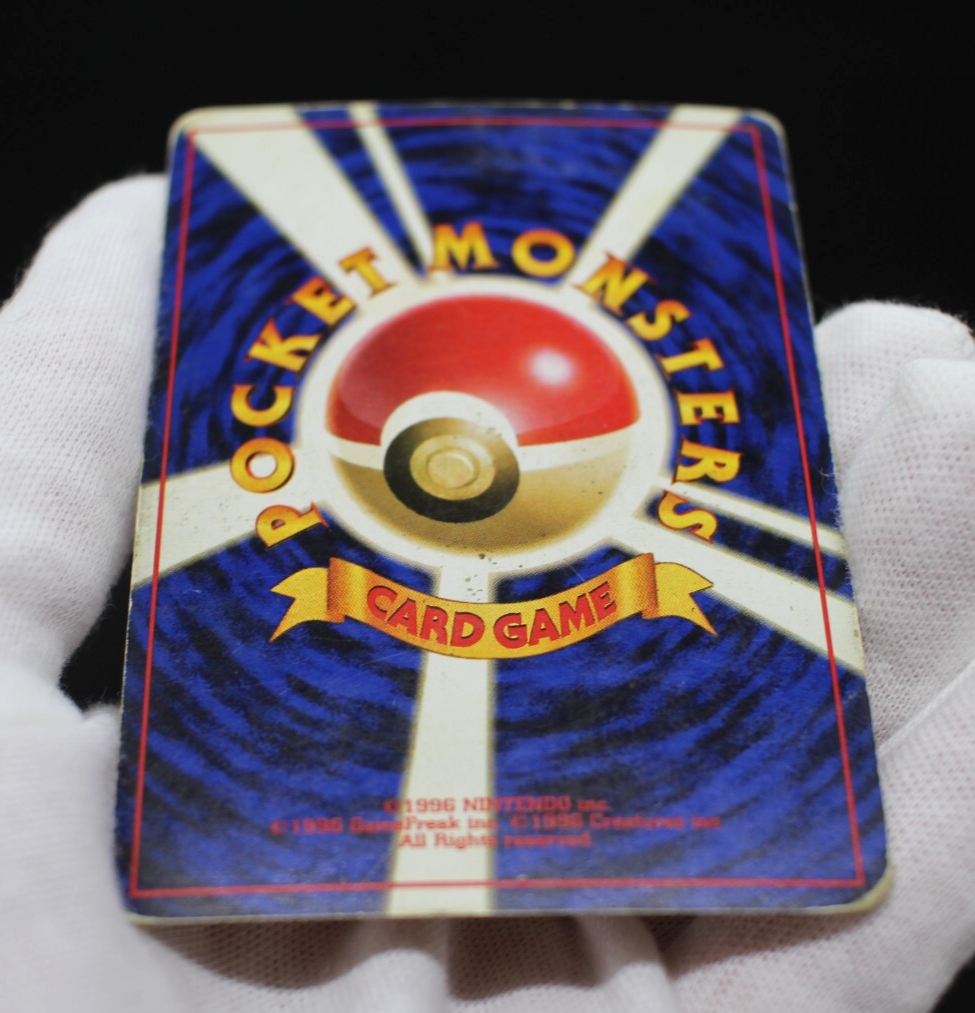 POCKET MONSTERS
CARD GAME
©1996 NINTENDO inc.
©1996 GameFreak inc. ©1996 Creatures inc.
All Rights reserved.